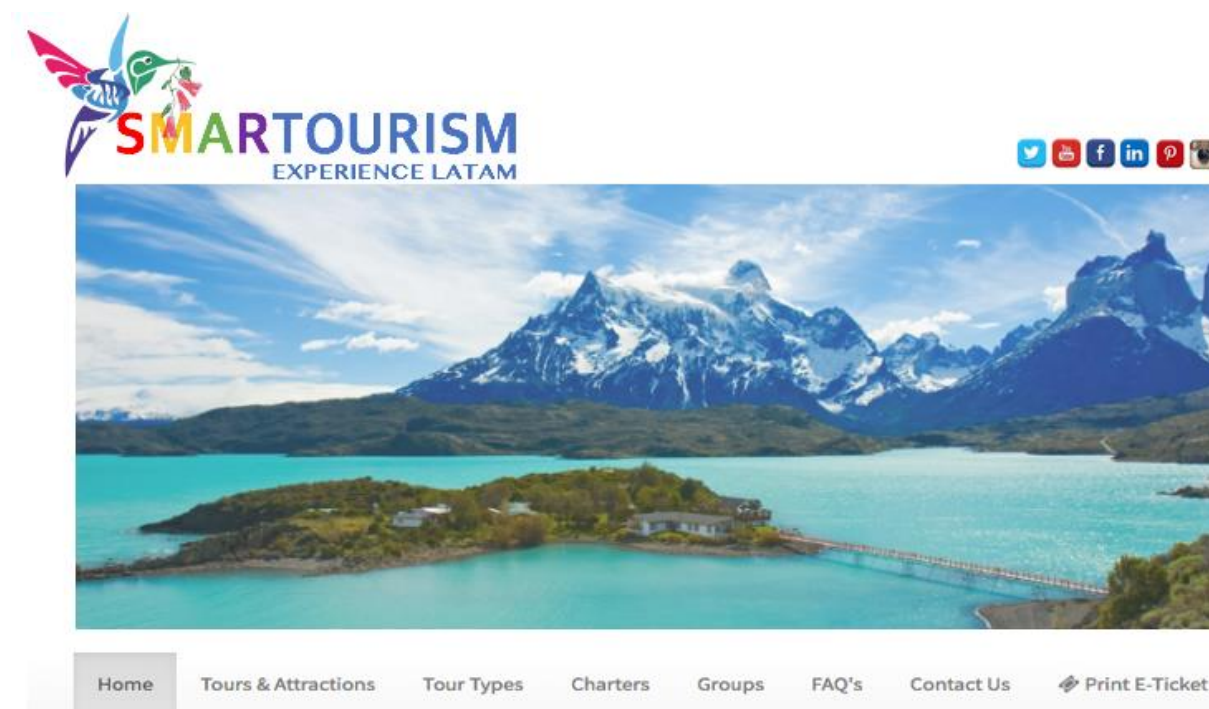 SMARTOURISM
EXPERIENCE LATAM
Home Tours & Attractions Tour Types Charters Groups FAQ's Contact Us Print E-Ticket